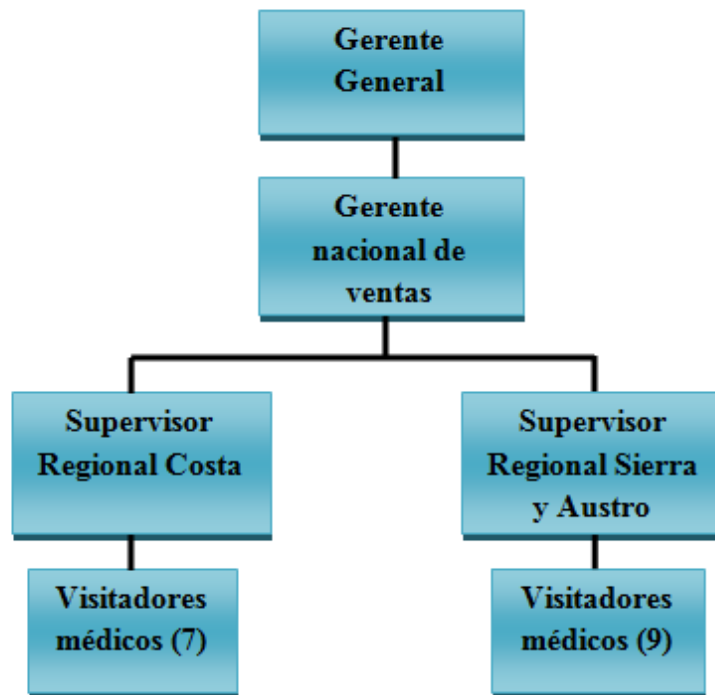 Gerente
General
Gerente
nacional de
ventas
Supervisor
Regional Costa
Supervisor
Regional Sierra
y Austro
Visitadores
médicos (7)
Visitadores
médicos (9)